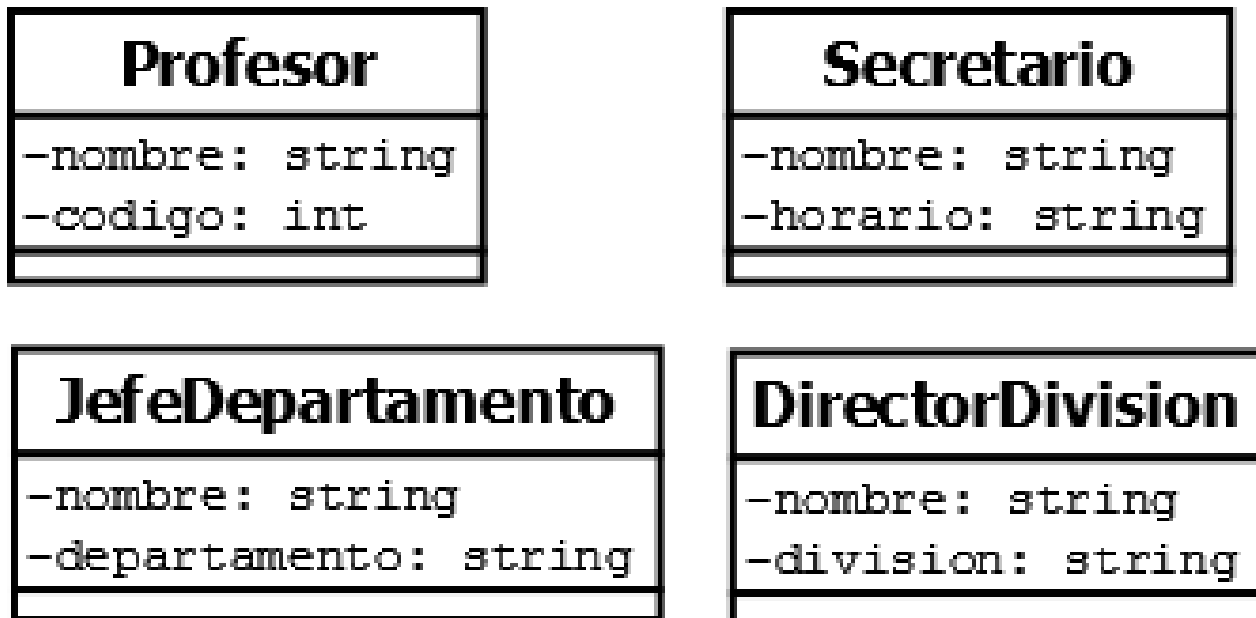 Profesor
-nombre: string
-codigo: int
Secretario
-nombre: string
-horario: string
JefeDepartamento
-nombre: string
-departamento: string
DirectorDivision
-nombre: string
-division: string